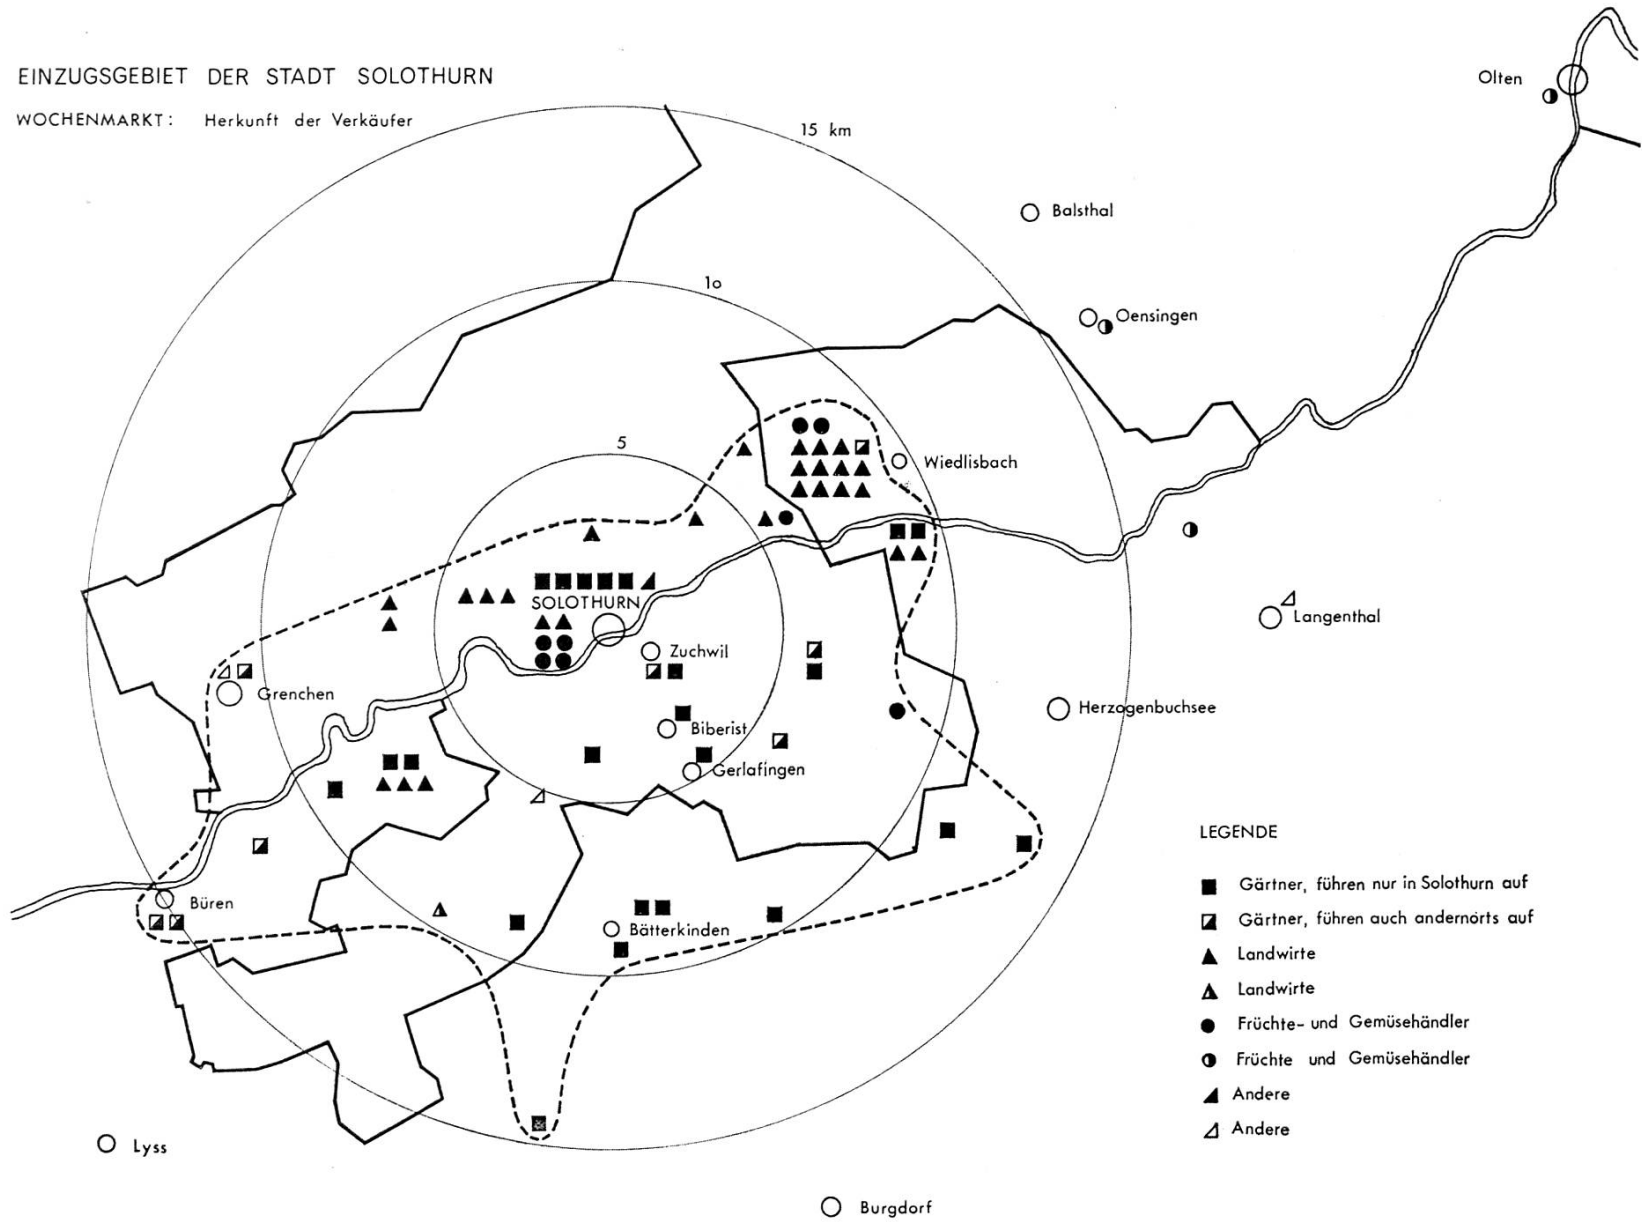 EINZUGSGEBIET DER STADT SOLOTHURN
WOCHENMARKT: Herkunft der Verkäufer
15 km
1o
5
Olten
Balsthal
Oensingen
Wiedlisbach
SOLOTHURN
Zuchwil
Langenthal
Grenchen
Herzogenbuchsee
Biberist
Gerlafingen
Büren
Bätterkinden
Lyss
Burgdorf
LEGENDE
Gärtner, führen nur in Solothurn auf
Gärtner, führen auch andernorts auf
Landwirte
Landwirte
Früchte- und Gemüsehändler
Früchte und Gemüsehändler
Andere
Andere